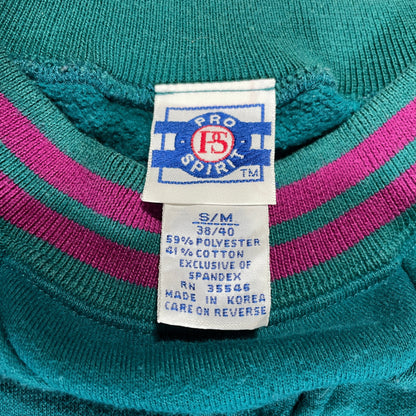 PRO
PS
SPIRIT
TM
S/M
38/40
59% POLYESTER
41% COTTON
EXCLUSIVE OF
SPANDEX
RN 35546
MADE IN KOREA
CARE ON REVERSE